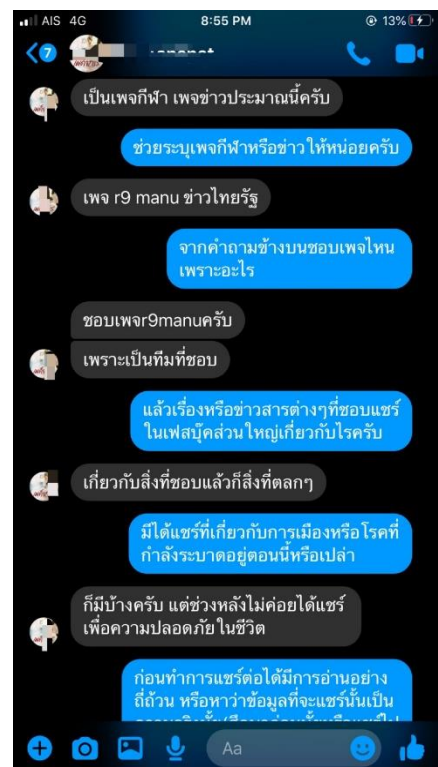 AIS 4G
8:55 PM
13%
7
เป็นเพจกีฬา เพจข่าวประมาณนี้ครับ
ช่วยระบุเพจกีฬาหรือข่าวให้หน่อยครับ
เพจ r9 manu ข่าวไทยรัฐ
จากคำถามข้างบนชอบเพจไหน
เพราะอะไร
ชอบเพจr9manuครับ
เพราะเป็นทีมที่ชอบ
แล้วเรื่องหรือข่าวสารต่างๆที่ชอบแชร์
ในเฟสบุ๊คส่วนใหญ่เกี่ยวกับไรครับ
เกี่ยวกับสิ่งที่ชอบแล้วก็สิ่งที่ตลกๆ
มีได้แชร์ที่เกี่ยวกับการเมืองหรือโรคที่
กำลังระบาดอยู่ตอนนี้หรือเปล่า
ก็มีบ้างครับ แต่ช่วงหลังไม่ค่อยได้แชร์
เพื่อความปลอดภัยในชีวิต
ก่อนทำการแชร์ต่อได้มีการอ่านอย่าง
ถี่ถ้วน หรือหาว่าข้อมูลที่จะแชร์นั้นเป็น
Aa